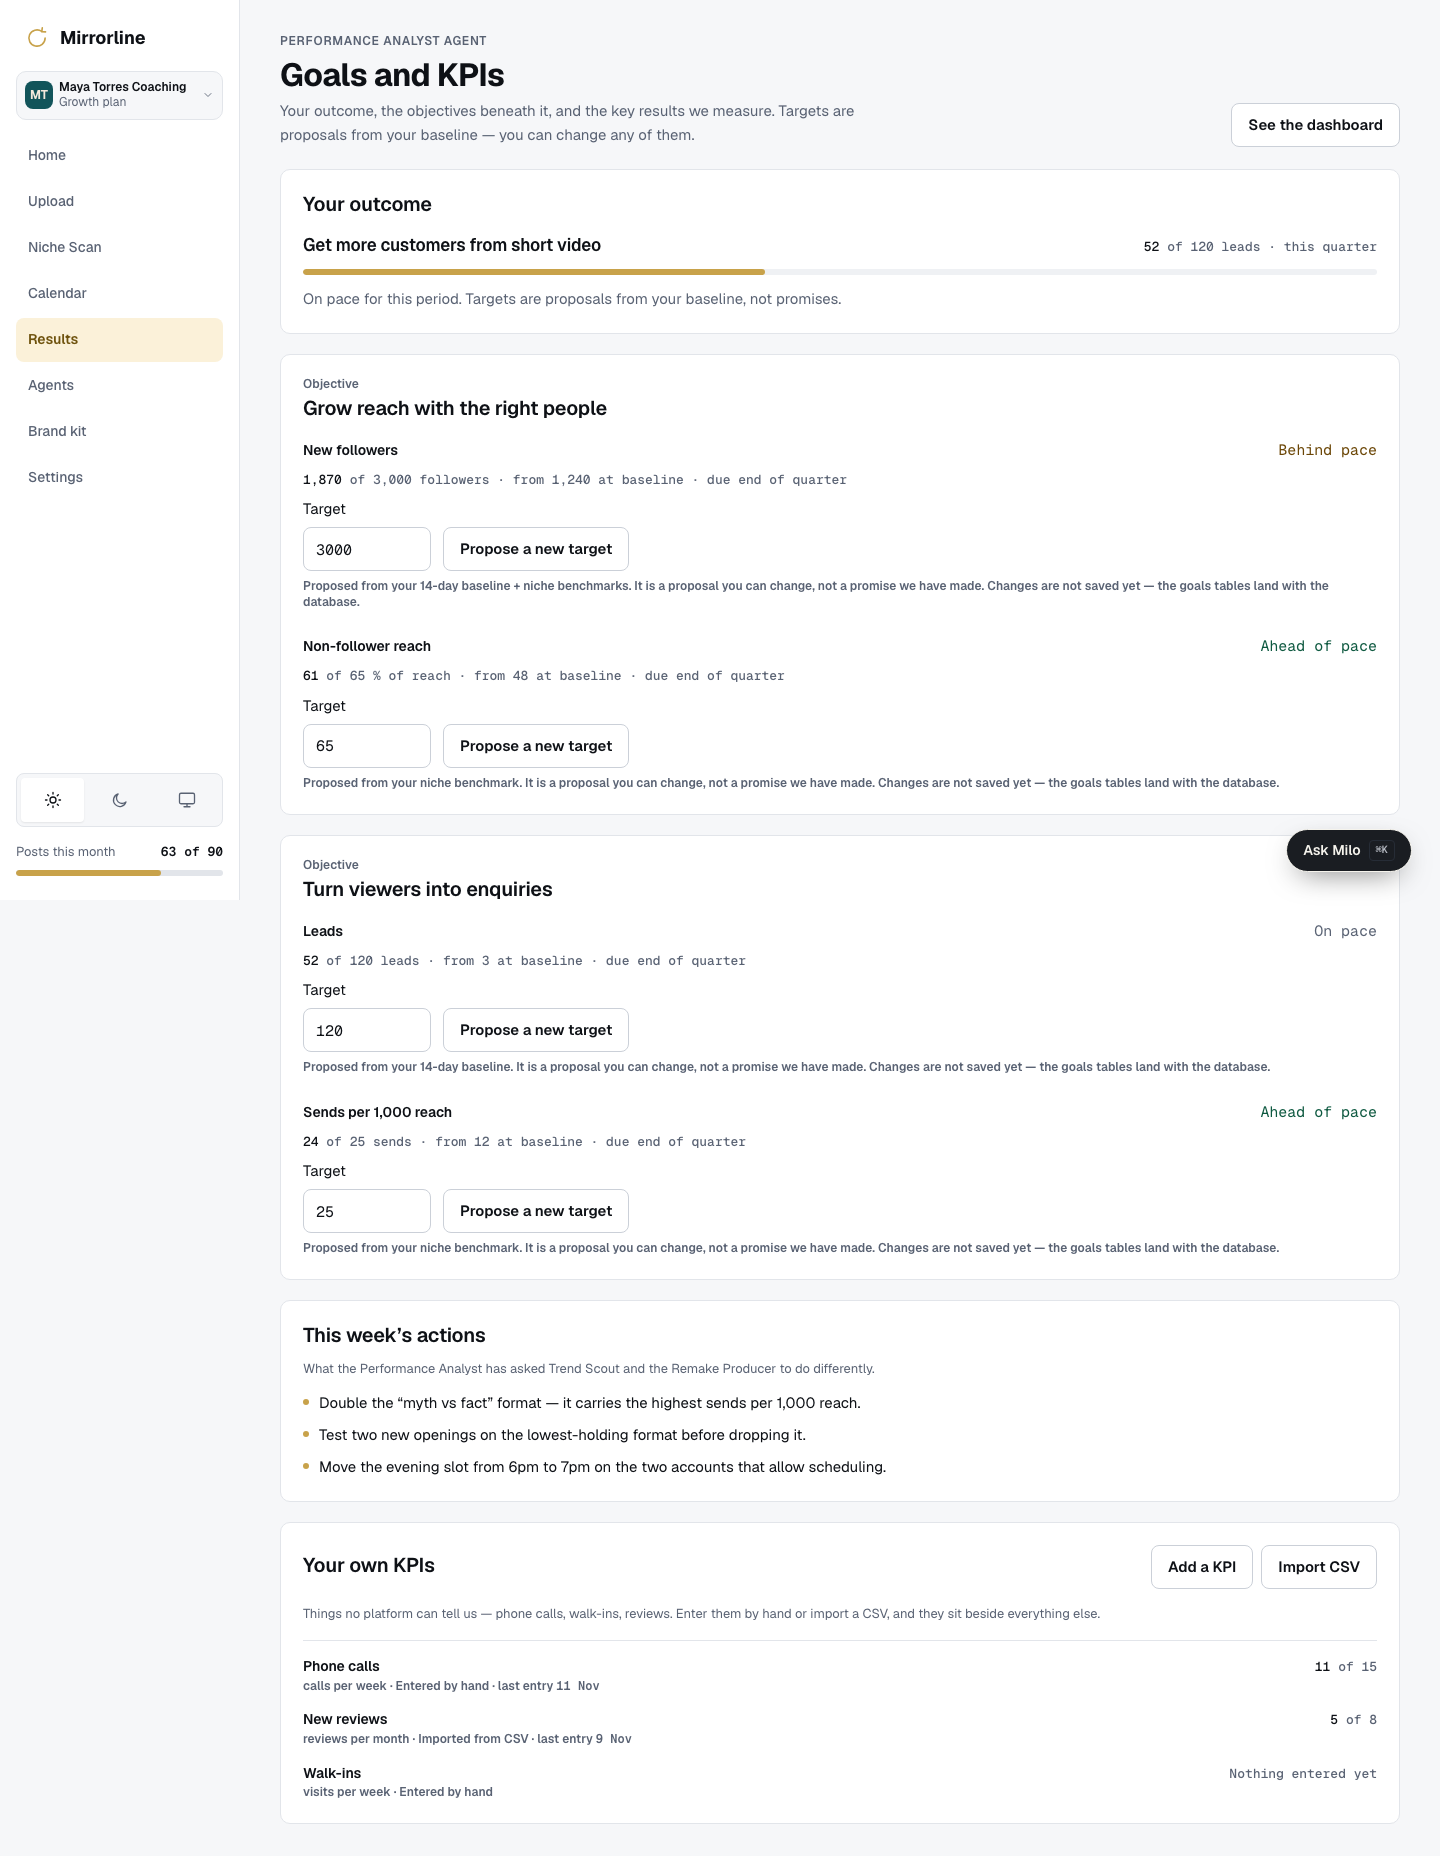 Mirrorline
MT
Maya Torres Coaching
Growth plan
Home
Upload
Niche Scan
Calendar
Results
Agents
Brand kit
Settings
Posts this month
63 of 90
PERFORMANCE ANALYST AGENT
Goals and KPIs
Your outcome, the objectives beneath it, and the key results we measure. Targets are
proposals from your baseline — you can change any of them.
See the dashboard
Your outcome
Get more customers from short video
52 of 120 leads · this quarter
On pace for this period. Targets are proposals from your baseline, not promises.
Objective
Grow reach with the right people
New followers
Behind pace
1,870 of 3,000 followers · from 1,240 at baseline · due end of quarter
Target
3000
Propose a new target
Proposed from your 14-day baseline + niche benchmarks. It is a proposal you can change, not a promise we have made. Changes are not saved yet — the goals tables land with the
database.
Non-follower reach
Ahead of pace
61 of 65 % of reach · from 48 at baseline · due end of quarter
Target
65
Propose a new target
Proposed from your niche benchmark. It is a proposal you can change, not a promise we have made. Changes are not saved yet — the goals tables land with the database.
Ask Milo ⌘K
Objective
Turn viewers into enquiries
Leads
On pace
52 of 120 leads · from 3 at baseline · due end of quarter
Target
120
Propose a new target
Proposed from your 14-day baseline. It is a proposal you can change, not a promise we have made. Changes are not saved yet — the goals tables land with the database.
Sends per 1,000 reach
Ahead of pace
24 of 25 sends · from 12 at baseline · due end of quarter
Target
25
Propose a new target
Proposed from your niche benchmark. It is a proposal you can change, not a promise we have made. Changes are not saved yet — the goals tables land with the database.
This week’s actions
What the Performance Analyst has asked Trend Scout and the Remake Producer to do differently.
Double the “myth vs fact” format — it carries the highest sends per 1,000 reach.
Test two new openings on the lowest-holding format before dropping it.
Move the evening slot from 6pm to 7pm on the two accounts that allow scheduling.
Your own KPIs
Add a KPI
Import CSV
Things no platform can tell us — phone calls, walk-ins, reviews. Enter them by hand or import a CSV, and they sit beside everything else.
Phone calls
11 of 15
calls per week · Entered by hand · last entry 11 Nov
New reviews
5 of 8
reviews per month · Imported from CSV · last entry 9 Nov
Walk-ins
Nothing entered yet
visits per week · Entered by hand